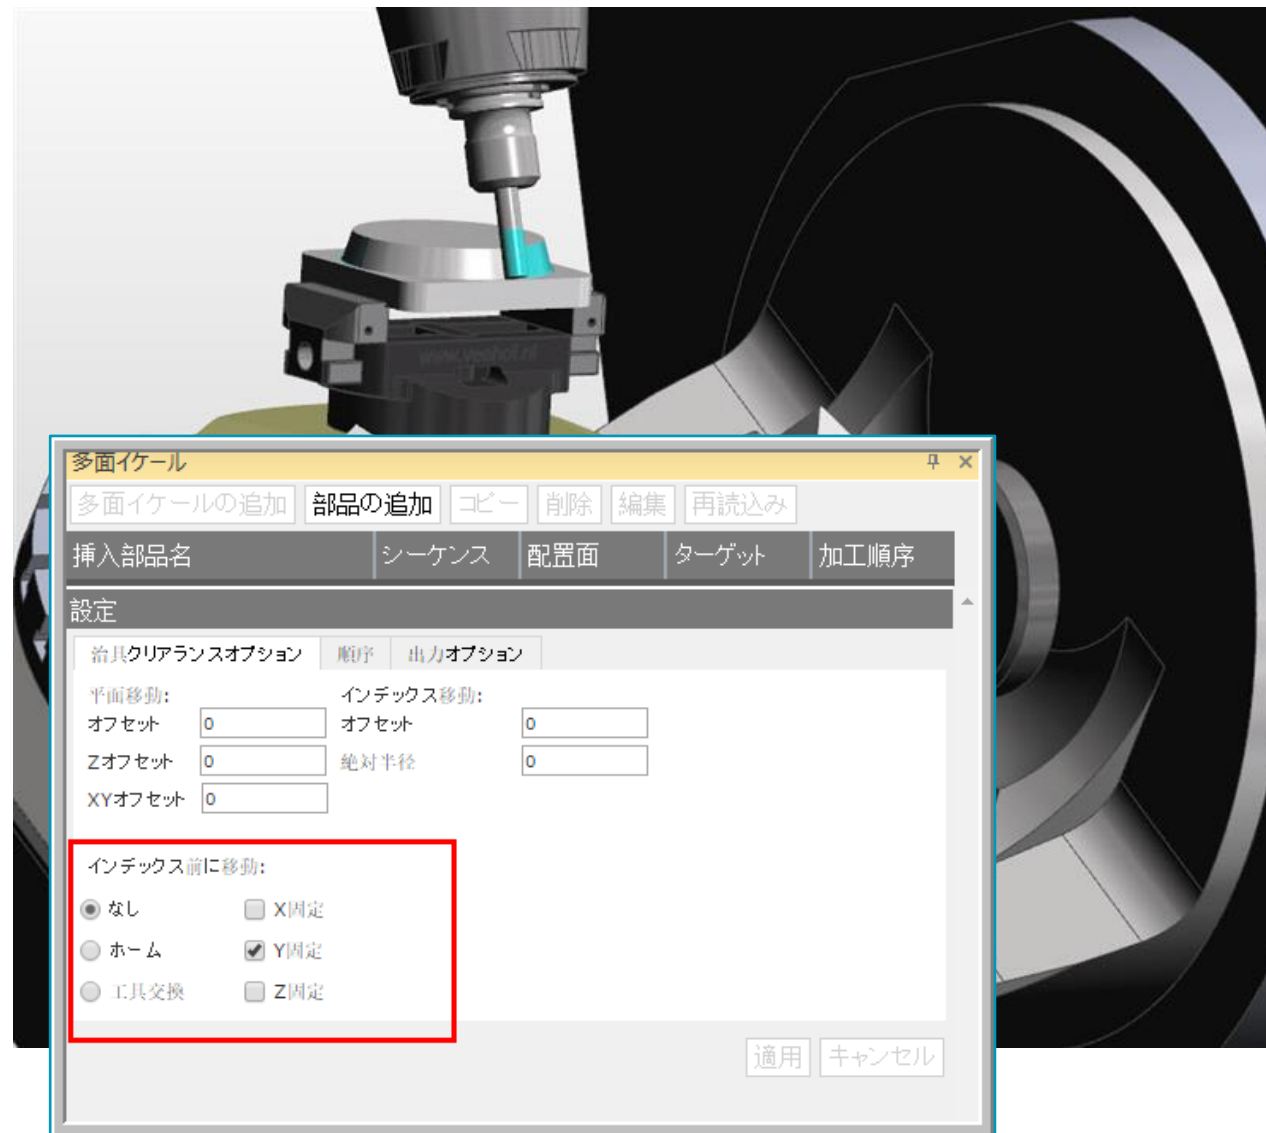 www.veehof.nl
多面イケール
多面イケールの追加 部品の追加 コピー 削除 編集 再読込み
挿入部品名 シーケンス 配置面 ターゲット 加工順序
設定
治具クリアランスオプション 順序 出力オプション
平面移動: インデックス移動:
オフセット 0 オフセット 0
Zオフセット 0 絶対半径 0
XYオフセット 0
インデックス前に移動:
なし X固定
ホーム Y固定
工具交換 Z固定
適用 キャンセル